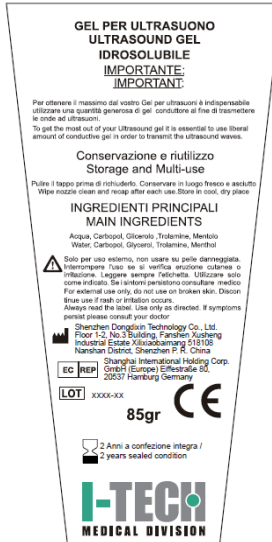 GEL PER ULTRASUONO
ULTRASOUND GEL
IDROSOLUBILE
IMPORTANTE:
IMPORTANT:
Per ottenere il massimo dal vostro Gel per ultrasuoni è indispensabile
utilizzare una quantità generosa di gel conduttore al fine di trasmettere
le onde ad ultrasuoni.
To get the most out of your Ultrasound gel it is essential to use liberal
amount of conductive gel in order to transmit the ultrasound waves.
Conservazione e riutilizzo
Storage and Multi-use
Pulire il tappo prima di richiuderlo. Conservare in luogo fresco e asciutto
Wipe nozzle clean and recap after each use.Store in cool, dry place
INGREDIENTI PRINCIPALI
MAIN INGREDIENTS
Acqua, Carbopol, Glicerolo ,Trolamine, Mentolo
Water, Carbopol, Glycerol, Trolamine, Menthol
Solo per uso esterno, non usare su pelle danneggiata.
Interrompere l'uso se si verifica eruzione cutanea o
irritazione. Leggere sempre l'etichetta. Utilizzare solo
come indicato. Se i sintomi persistono consultare medico
For external use only, do not use on broken skin. Discon
tinue use if rash or irritation occurs.
Always read the label. Use only as directed. If symptoms
persist please consult your doctor
Shenzhen Dongdixin Technology Co., Ltd.
Floor 1-2, No.3 Building, Fanshen Xusheng
Industrial Estate Xilixiaobaimang 518108
Nanshan District, Shenzhen P. R. China
EC REP
Shanghai International Holding Corp.
GmbH (Europe) Eiffestraße 80,
20537 Hamburg Germany
LOT xxxx-xx
85gr CE
2 Anni a confezione integra /
2 years sealed condition
I-TECH
MEDICAL DIVISION